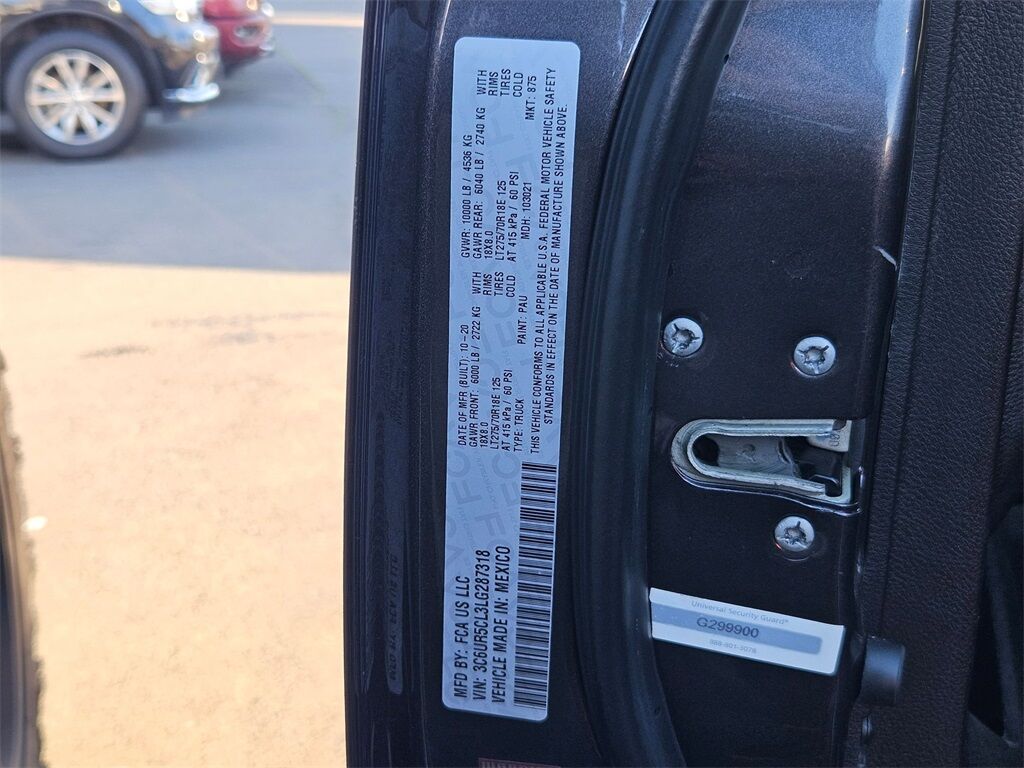 MFD BY: FCA US LLC
VIN: 3C6UR5CL3LG287318
VEHICLE MADE IN: MEXICO
DATE OF MFR (BUILT): 10-20 GVWR: 10000 LB / 4536 KG
GAWR FRONT: 6000 LB / 2722 KG WITH GAWR REAR: 6040 LB / 2740 KG WITH
18X8.0 RIMS 18X8.0 RIMS
LT275/70R18E 125 TIRES LT275/70R18E 125 TIRES
AT 415 kPa / 60 PSI COLD AT 415 kPa / 60 PSI COLD
TYPE: TRUCK PAINT: PAU MDH: 103021 MKT: 875
THIS VEHICLE CONFORMS TO ALL APPLICABLE U.S.A. FEDERAL MOTOR VEHICLE SAFETY
STANDARDS IN EFFECT ON THE DATE OF MANUFACTURE SHOWN ABOVE.
Universal Security Guard®
G299900